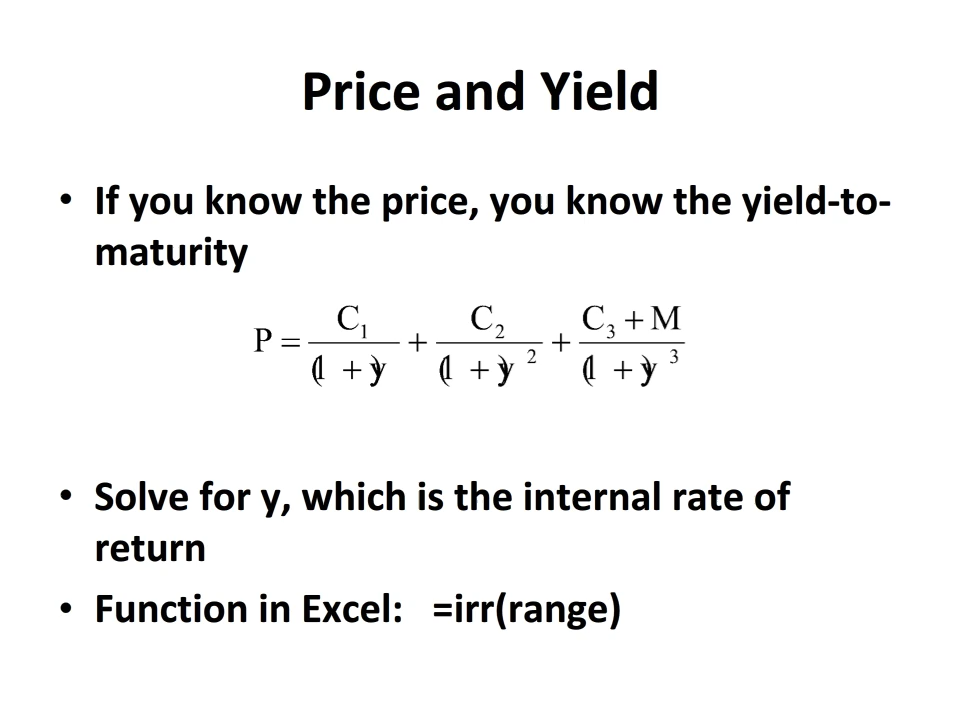 Price and Yield
• If you know the price, you know the yield-to-
maturity
P = C₁/(1 + y) + C₂/(1 + y)² + (C₃ + M)/(1 + y)³
• Solve for y, which is the internal rate of
return
• Function in Excel: =irr(range)